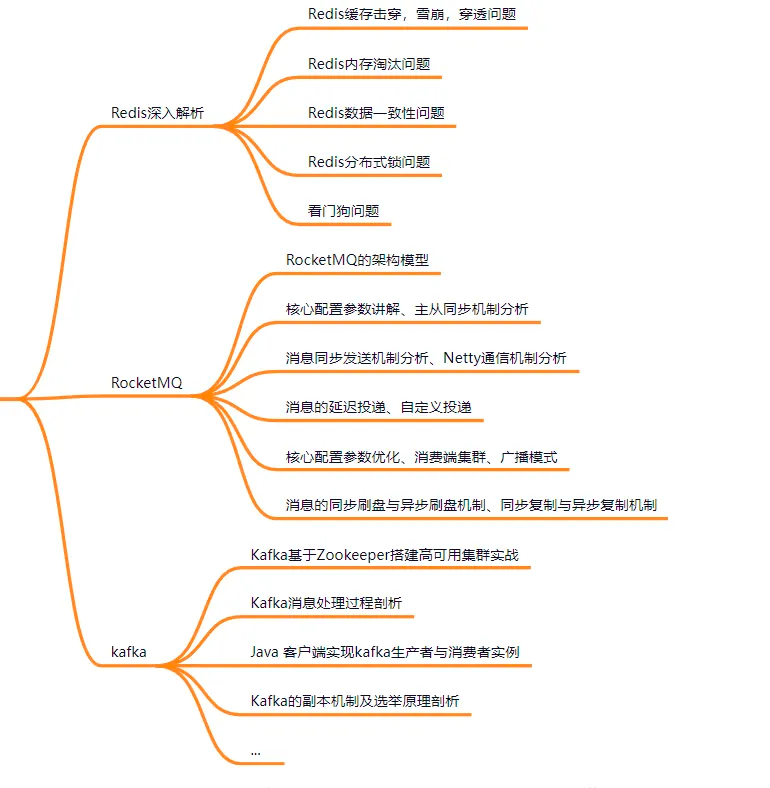 Redis深入解析
Redis缓存击穿，雪崩，穿透问题
Redis内存淘汰问题
Redis数据一致性问题
Redis分布式锁问题
看门狗问题
RocketMQ
RocketMQ的架构模型
核心配置参数讲解、主从同步机制分析
消息同步发送机制分析、Netty通信机制分析
消息的延迟投递、自定义投递
核心配置参数优化、消费端集群、广播模式
消息的同步刷盘与异步刷盘机制、同步复制与异步复制机制
kafka
Kafka基于Zookeeper搭建高可用集群实战
Kafka消息处理过程剖析
Java 客户端实现kafka生产者与消费者实例
Kafka的副本机制及选举原理剖析
...